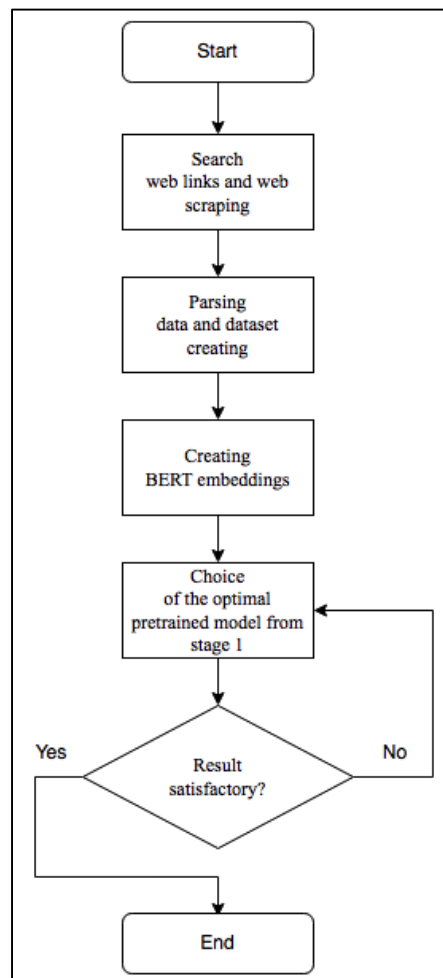 Start
Search
web links and web
scraping
Parsing
data and dataset
creating
Creating
BERT embeddings
Choice
of the optimal
pretrained model from
stage 1
Yes
No
Result
satisfactory?
End